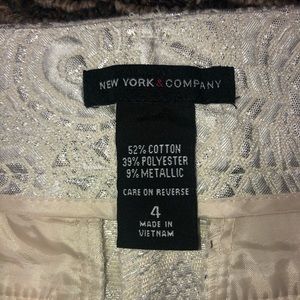 NEW YORK & COMPANY
52% COTTON
39% POLYESTER
9% METALLIC
CARE ON REVERSE
4
MADE IN
VIETNAM